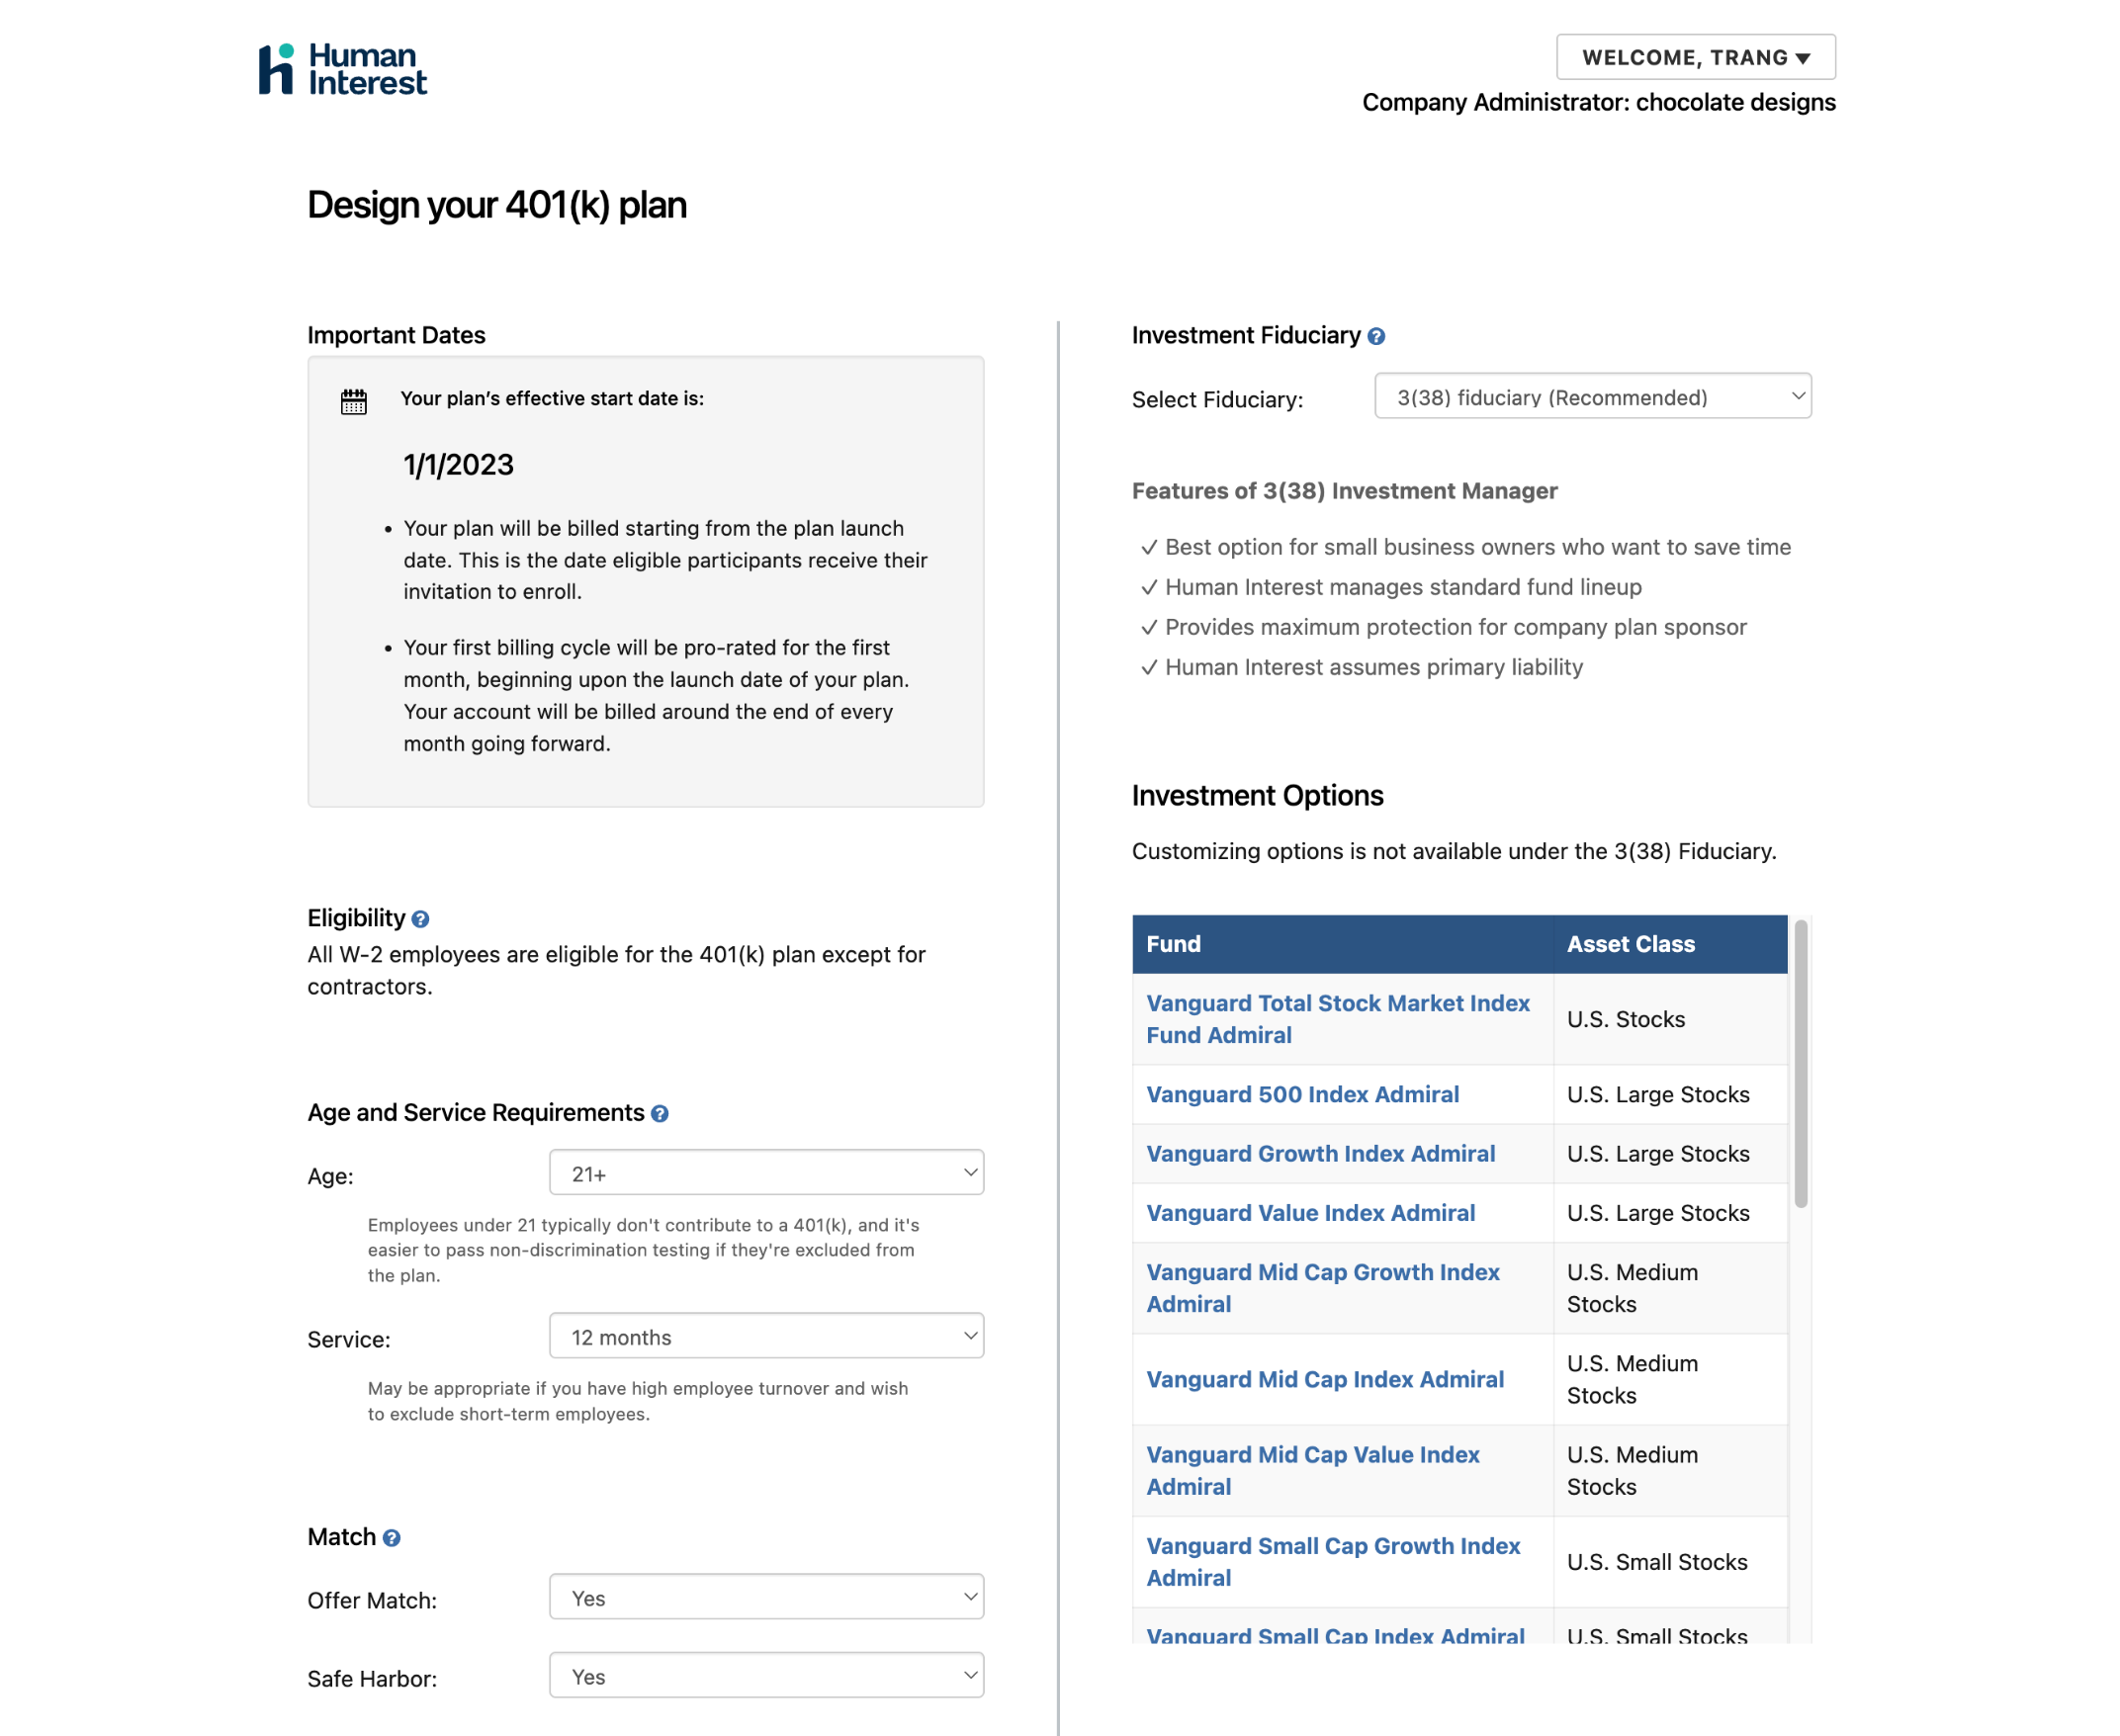 Human
Interest
WELCOME, TRANG ▼
Company Administrator: chocolate designs
Design your 401(k) plan
Important Dates
Your plan’s effective start date is:
1/1/2023
• Your plan will be billed starting from the plan launch
date. This is the date eligible participants receive their
invitation to enroll.
• Your first billing cycle will be pro-rated for the first
month, beginning upon the launch date of your plan.
Your account will be billed around the end of every
month going forward.
Eligibility ?
All W-2 employees are eligible for the 401(k) plan except for
contractors.
Age and Service Requirements ?
Age:
21+
Employees under 21 typically don't contribute to a 401(k), and it's
easier to pass non-discrimination testing if they're excluded from
the plan.
Service:
12 months
May be appropriate if you have high employee turnover and wish
to exclude short-term employees.
Match ?
Offer Match:
Yes
Safe Harbor:
Yes
Investment Fiduciary ?
Select Fiduciary:
3(38) fiduciary (Recommended)
Features of 3(38) Investment Manager
✓ Best option for small business owners who want to save time
✓ Human Interest manages standard fund lineup
✓ Provides maximum protection for company plan sponsor
✓ Human Interest assumes primary liability
Investment Options
Customizing options is not available under the 3(38) Fiduciary.
Fund
Asset Class
Vanguard Total Stock Market Index
Fund Admiral
U.S. Stocks
Vanguard 500 Index Admiral
U.S. Large Stocks
Vanguard Growth Index Admiral
U.S. Large Stocks
Vanguard Value Index Admiral
U.S. Large Stocks
Vanguard Mid Cap Growth Index
Admiral
U.S. Medium
Stocks
Vanguard Mid Cap Index Admiral
U.S. Medium
Stocks
Vanguard Mid Cap Value Index
Admiral
U.S. Medium
Stocks
Vanguard Small Cap Growth Index
Admiral
U.S. Small Stocks
Vanguard Small Cap Index Admiral
U.S. Small Stocks